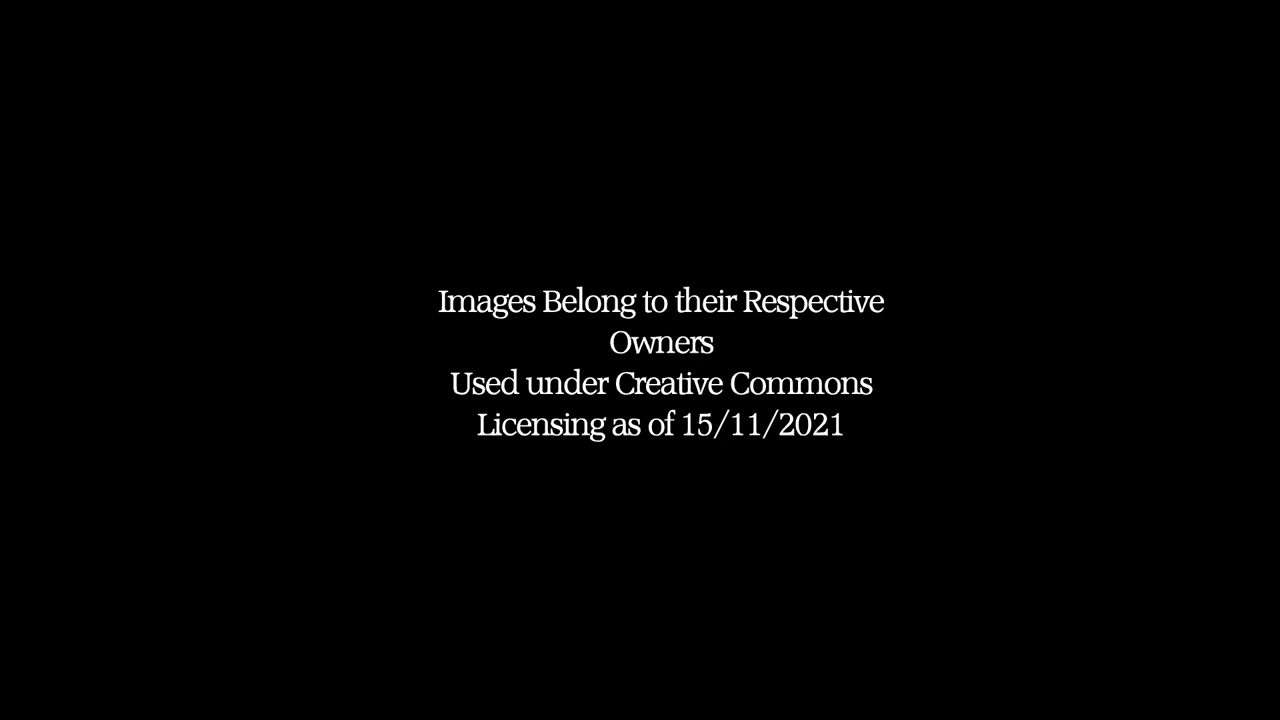 Images Belong to their Respective
Owners
Used under Creative Commons
Licensing as of 15/11/2021